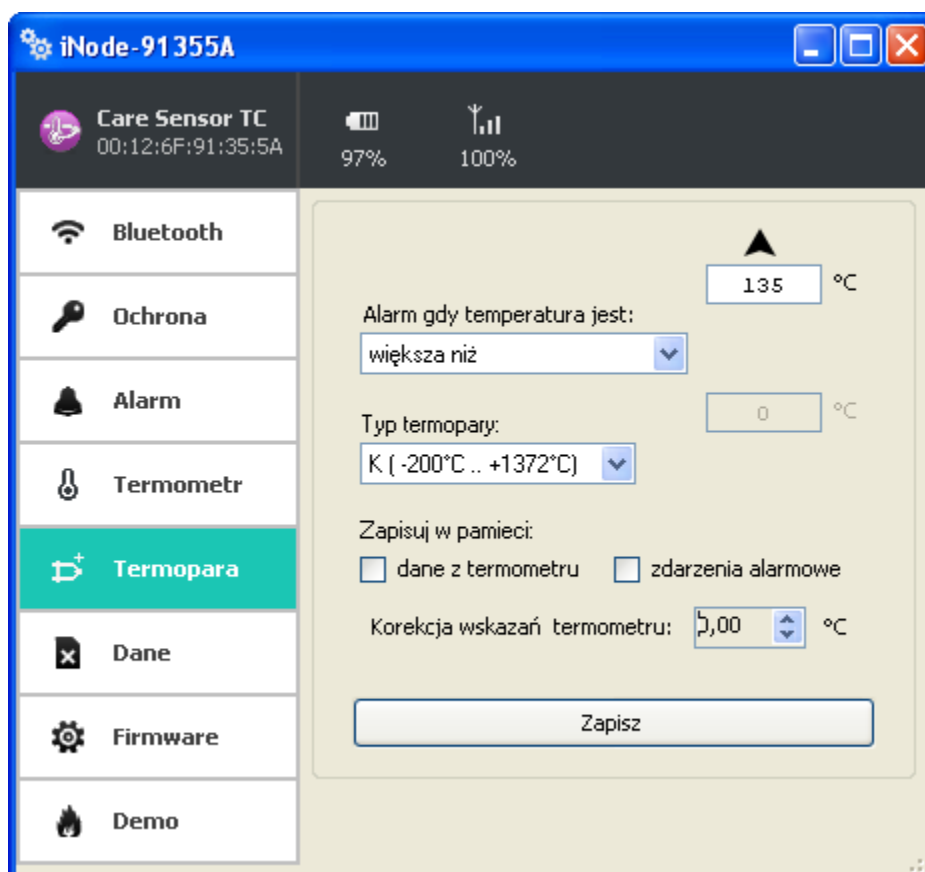 iNode-91355A
Care Sensor TC
00:12:6F:91:35:5A
97%
100%
Bluetooth
Ochrona
Alarm
Termometr
Termopara
Dane
Firmware
Demo
135 °C
Alarm gdy temperatura jest:
większa niż
0 °C
Typ termopary:
K ( -200°C .. +1372°C)
Zapisuj w pamieci:
dane z termometru zdarzenia alarmowe
Korekcja wskazań termometru: 0,00 °C
Zapisz